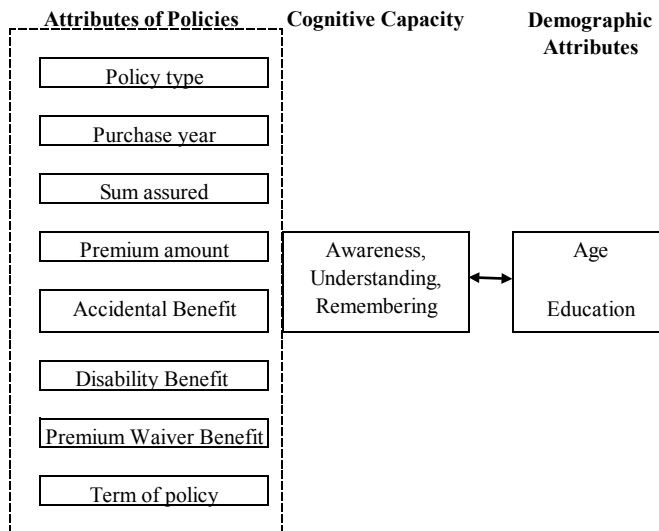 Attributes of Policies
Policy type
Purchase year
Sum assured
Premium amount
Accidental Benefit
Disability Benefit
Premium Waiver Benefit
Term of policy
Cognitive Capacity
Awareness,
Understanding,
Remembering
Demographic
Attributes
Age
Education